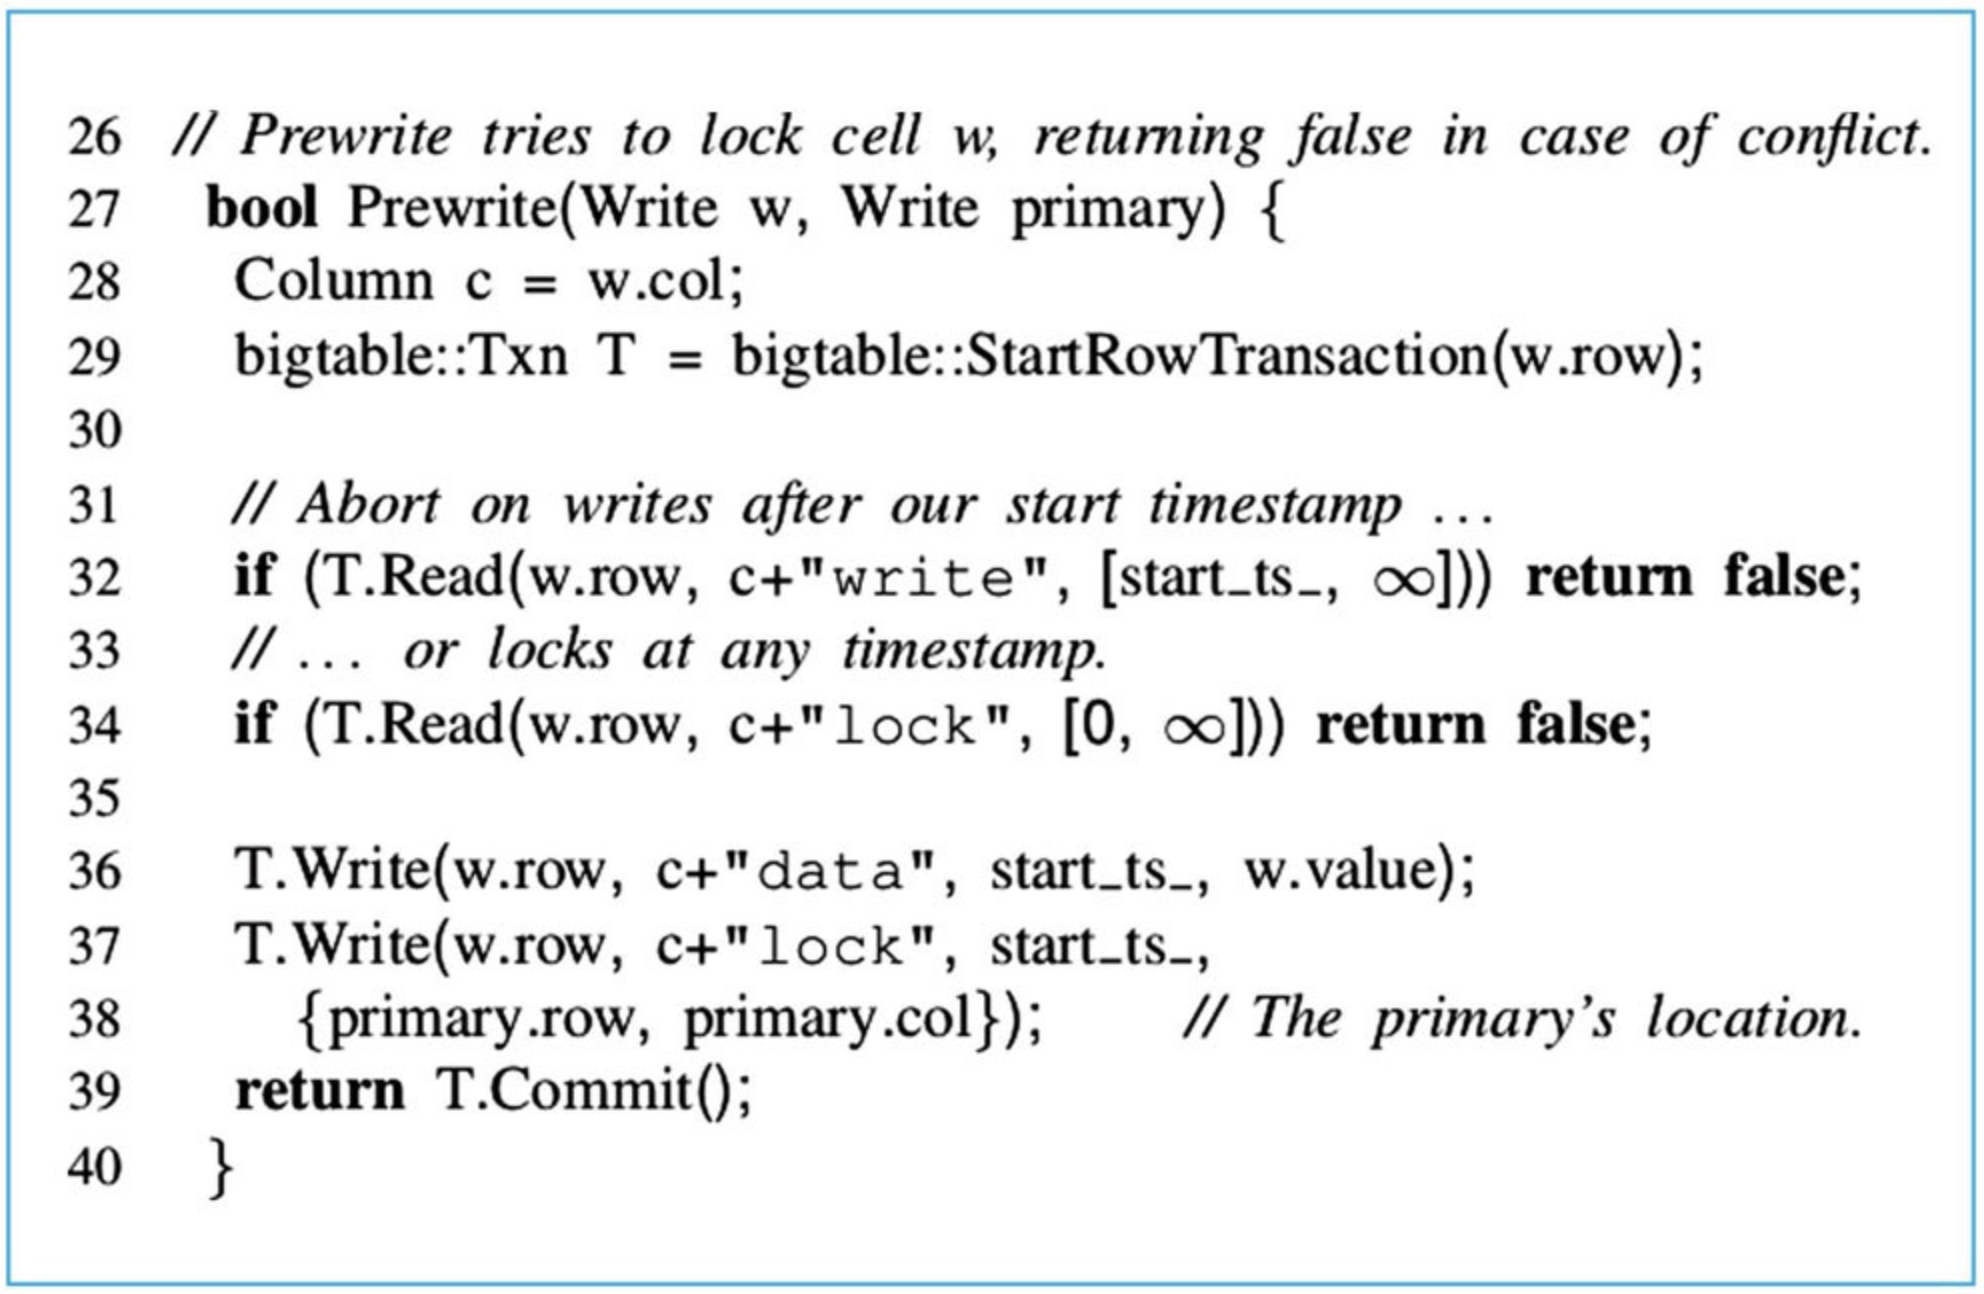 26 // Prewrite tries to lock cell w, returning false in case of conflict.
27 bool Prewrite(Write w, Write primary) {
28 Column c = w.col;
29 bigtable::Txn T = bigtable::StartRowTransaction(w.row);
30
31 // Abort on writes after our start timestamp ...
32 if (T.Read(w.row, c+"write", [start_ts_, ∞])) return false;
33 // ... or locks at any timestamp.
34 if (T.Read(w.row, c+"lock", [0, ∞])) return false;
35
36 T.Write(w.row, c+"data", start_ts_, w.value);
37 T.Write(w.row, c+"lock", start_ts_,
38 {primary.row, primary.col}); // The primary's location.
39 return T.Commit();
40 }